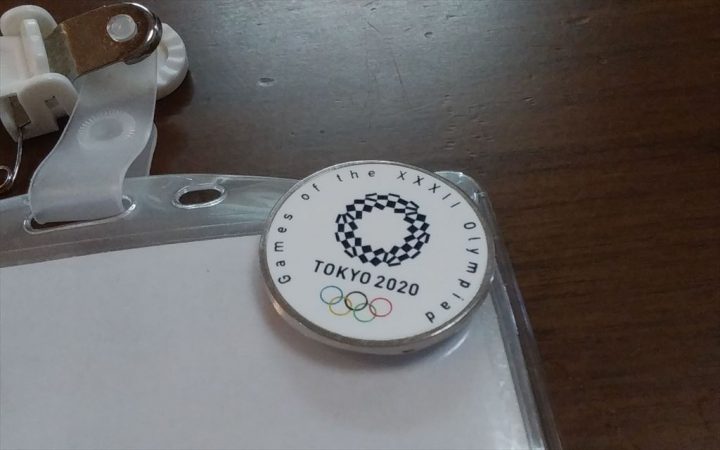 Games of the XXXII Olympiad
TOKYO 2020